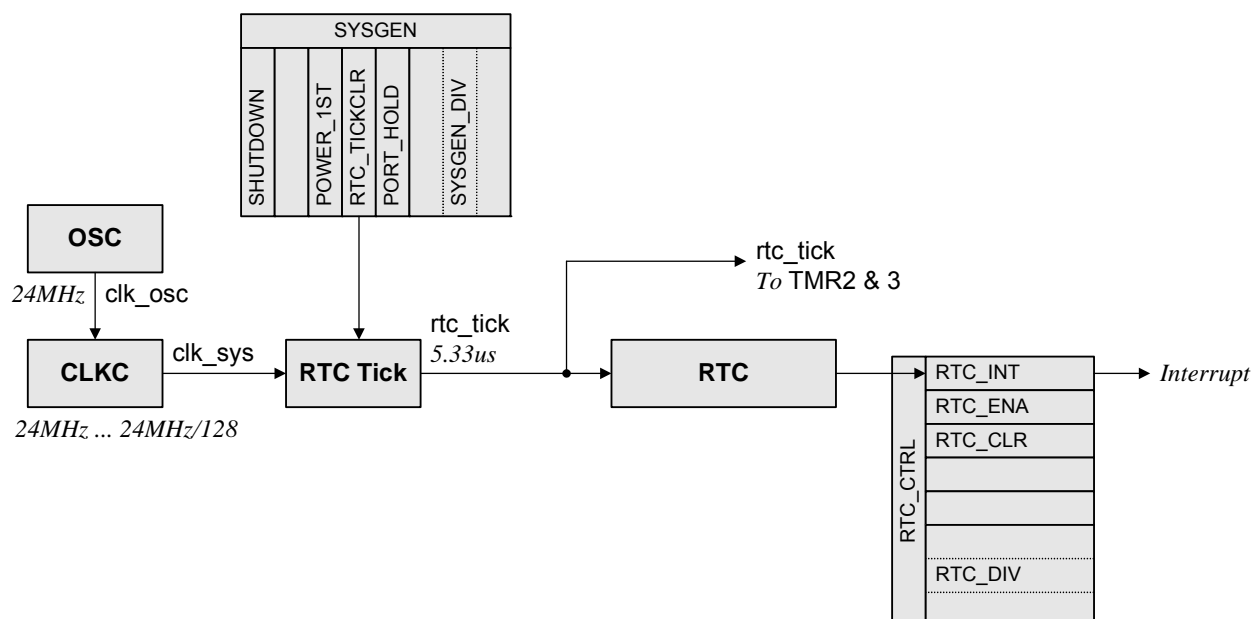 SYSGEN
SHUTDOWN
POWER_1ST
RTC_TICKCLR
PORT_HOLD
SYSGEN_DIV
OSC
24MHz
clk_osc
CLKC
24MHz ... 24MHz/128
clk_sys
RTC Tick
rtc_tick
5.33us
rtc_tick
To TMR2 & 3
RTC
RTC_CTRL
RTC_INT
RTC_ENA
RTC_CLR
RTC_DIV
Interrupt